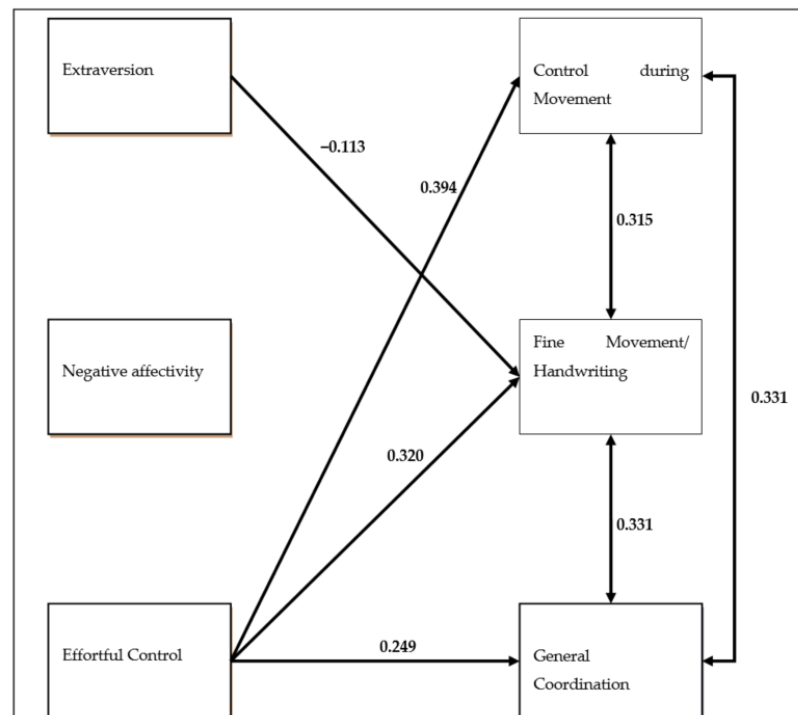 Extraversion
Control during
Movement
−0.113
0.394
0.315
Negative affectivity
Fine Movement/
Handwriting
0.331
0.320
0.331
Effortful Control
0.249
General
Coordination